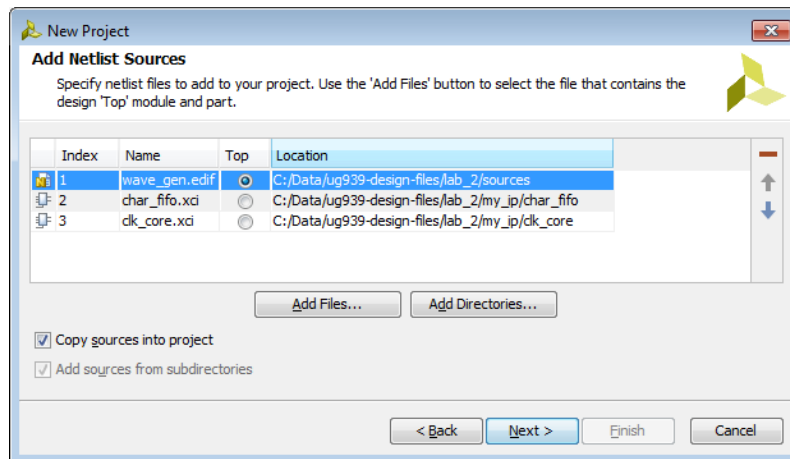 New Project
Add Netlist Sources
Specify netlist files to add to your project. Use the 'Add Files' button to select the file that contains the
design 'Top' module and part.
Index Name Top Location
1 wave_gen.edif C:/Data/ug939-design-files/lab_2/sources
2 char_fifo.xci C:/Data/ug939-design-files/lab_2/my_ip/char_fifo
3 clk_core.xci C:/Data/ug939-design-files/lab_2/my_ip/clk_core
Add Files... Add Directories...
Copy sources into project
Add sources from subdirectories
< Back Next > Finish Cancel